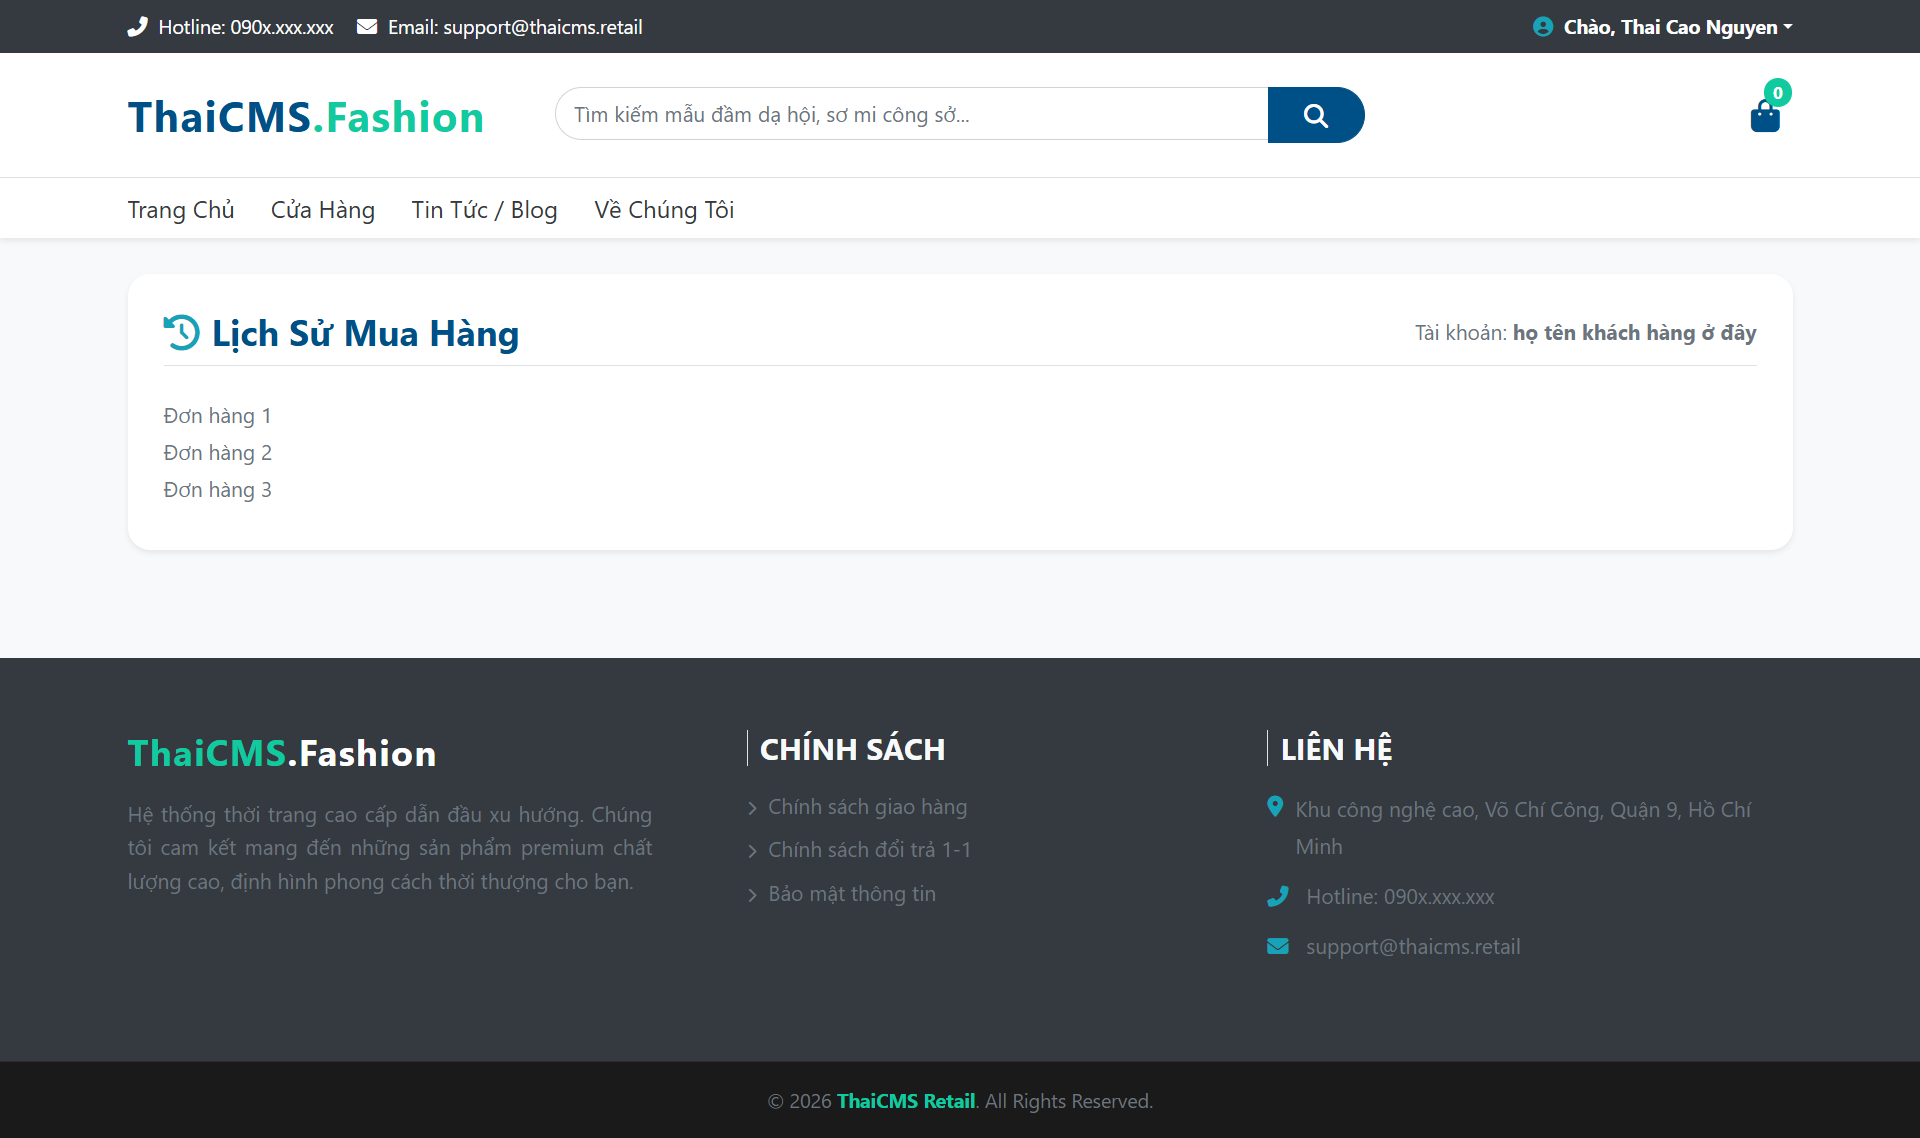 Hotline: 090x.xxx.xxx Email: support@thaicms.retail Chào, Thai Cao Nguyen
ThaiCMS.Fashion
Tìm kiếm mẫu đầm dạ hội, sơ mi công sở...
0
Trang Chủ Cửa Hàng Tin Tức / Blog Về Chúng Tôi
Lịch Sử Mua Hàng
Tài khoản: họ tên khách hàng ở đây
Đơn hàng 1
Đơn hàng 2
Đơn hàng 3
ThaiCMS.Fashion
Hệ thống thời trang cao cấp dẫn đầu xu hướng. Chúng
tôi cam kết mang đến những sản phẩm premium chất
lượng cao, định hình phong cách thời thượng cho bạn.
CHÍNH SÁCH
Chính sách giao hàng
Chính sách đổi trả 1-1
Bảo mật thông tin
LIÊN HỆ
Khu công nghệ cao, Võ Chí Công, Quận 9, Hồ Chí
Minh
Hotline: 090x.xxx.xxx
support@thaicms.retail
© 2026 ThaiCMS Retail. All Rights Reserved.